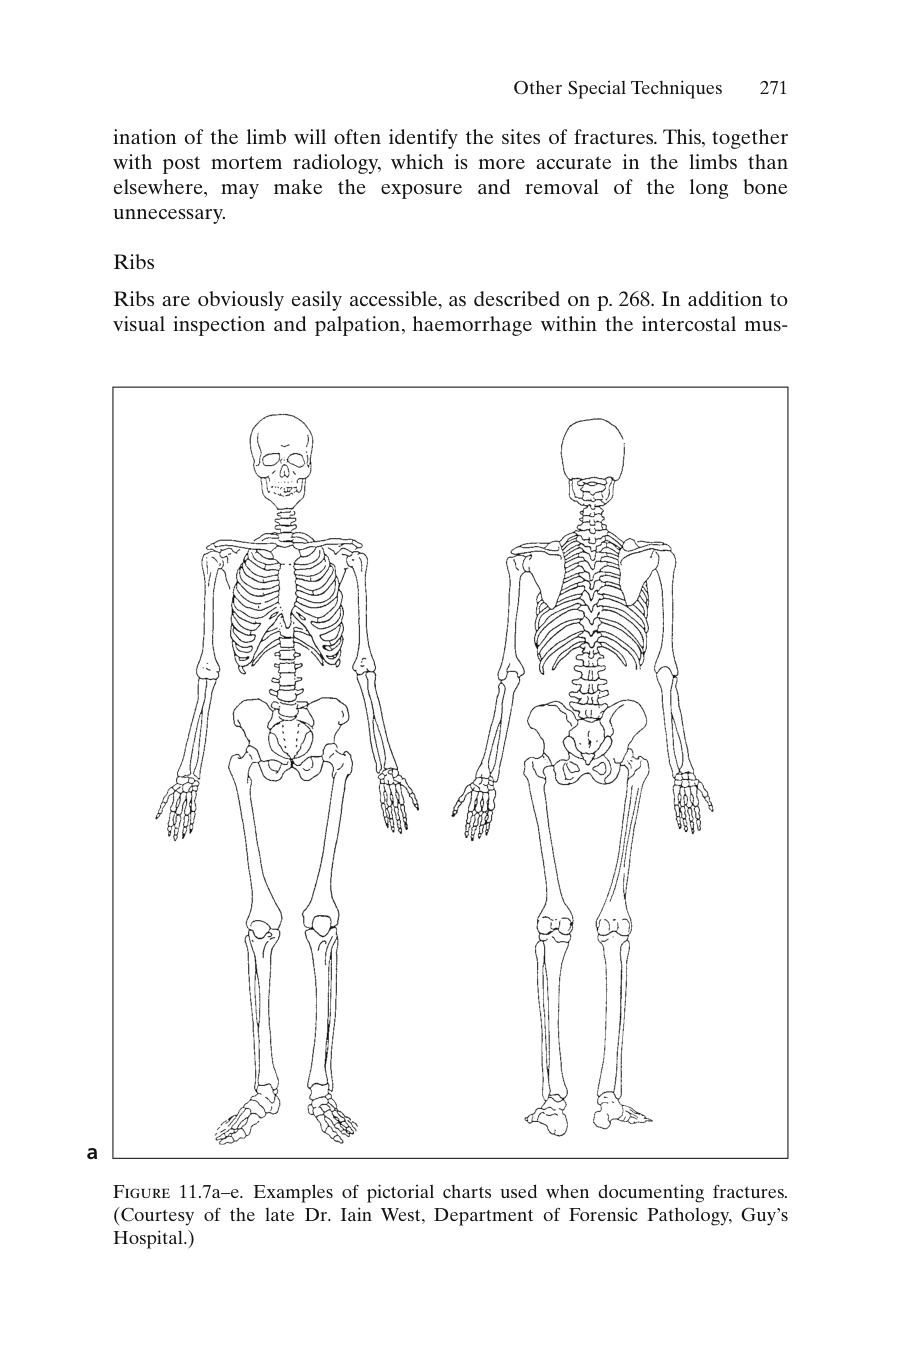 Other Special Techniques 271
ination of the limb will often identify the sites of fractures. This, together
with post mortem radiology, which is more accurate in the limbs than
elsewhere, may make the exposure and removal of the long bone
unnecessary.
Ribs
Ribs are obviously easily accessible, as described on p. 268. In addition to
visual inspection and palpation, haemorrhage within the intercostal mus-
a
FIGURE 11.7a–e. Examples of pictorial charts used when documenting fractures.
(Courtesy of the late Dr. Iain West, Department of Forensic Pathology, Guy’s
Hospital.)